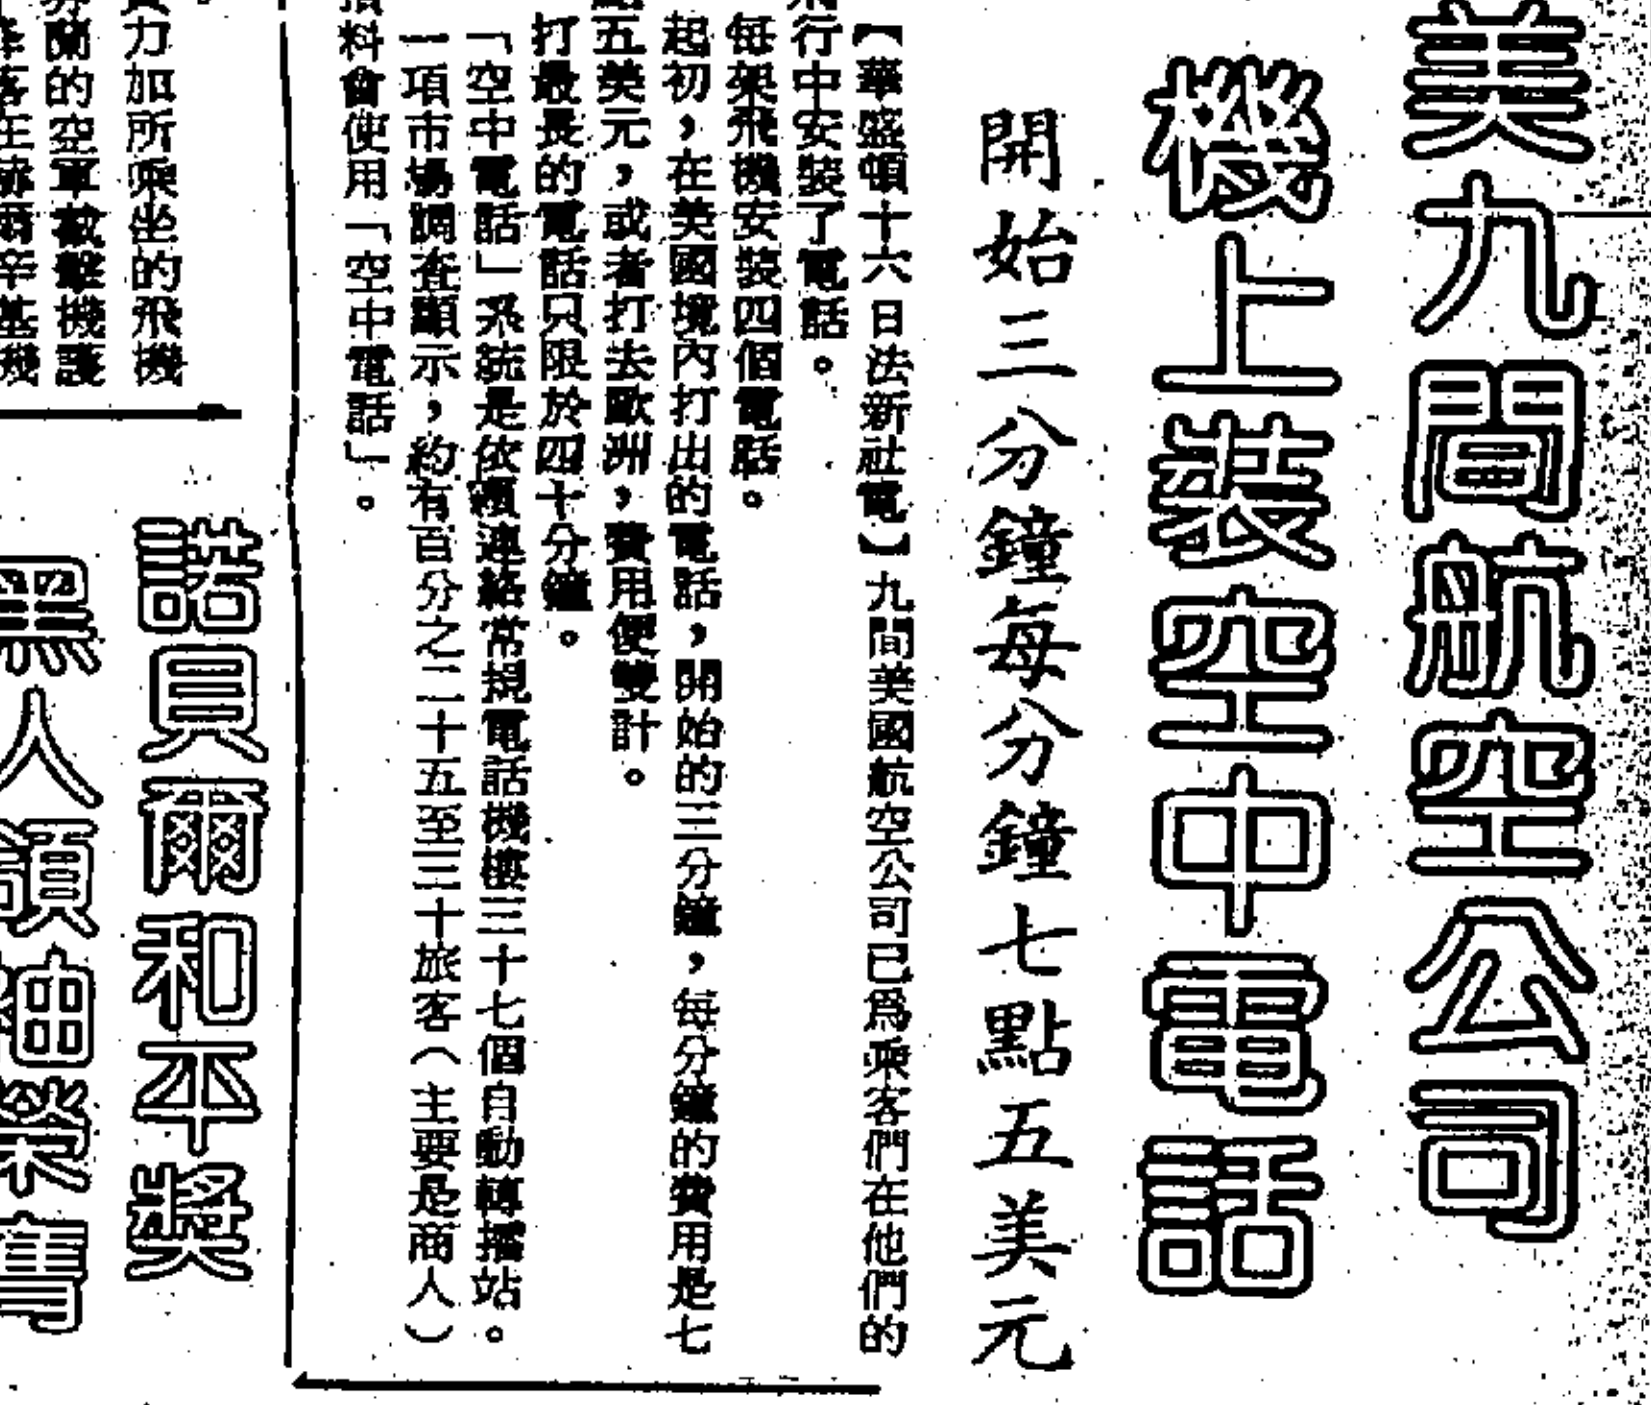 美九間航空公司
機上裝空中電話
開始三分鐘每分鐘七點五美元
【華盛頓十六日法新社電】九間美國航空公司已爲乘客們在他們的
飛行中安裝了電話。
每架飛機安裝四個電話。
起初，在美國境內打出的電話，開始的三分鐘，每分鐘的費用是七
點五美元，或者打去歐洲，費用便雙計。
打最長的電話只限於四十分鐘。
「空中電話」系統是依賴連絡常規電話機構三十七個自動轉播站。
一項市場調查顯示，約有百分之二十五至三十旅客（主要是商人）
預料會使用「空中電話」。
力加所乘坐的飛機
蘭的空軍截擊機護
諾貝爾和平獎
黑人領袖榮膺